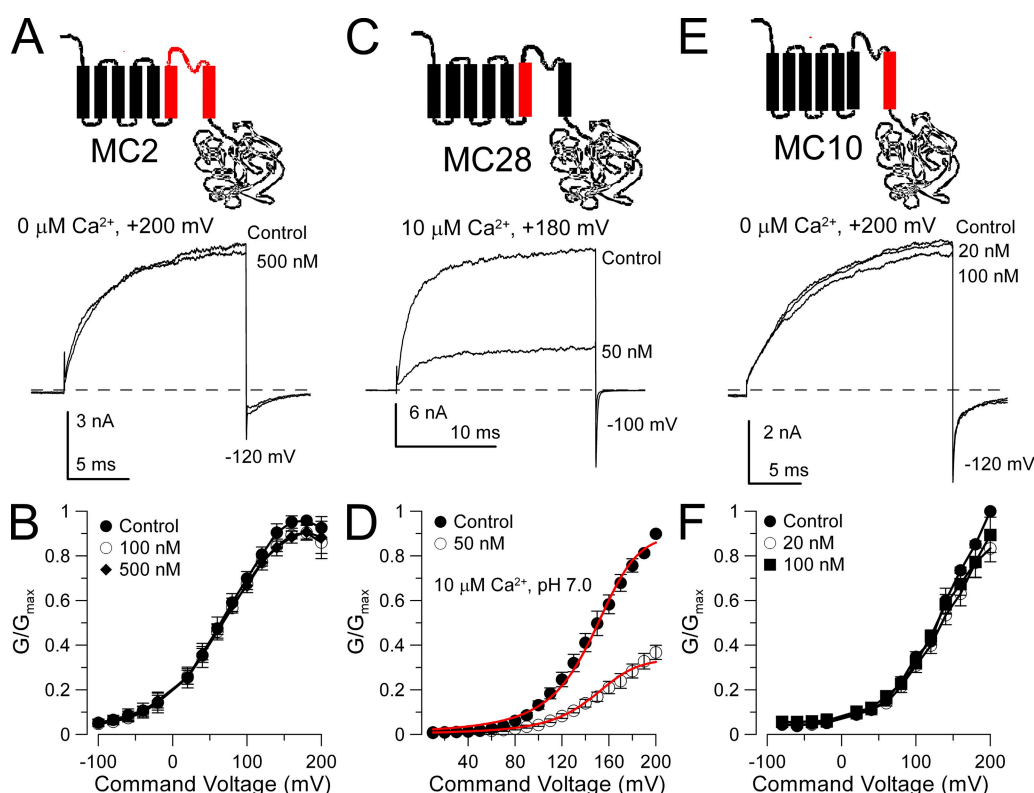 A
MC2
0 μM Ca²⁺, +200 mV
Control
500 nM
3 nA
5 ms
-120 mV
C
MC28
10 μM Ca²⁺, +180 mV
Control
50 nM
6 nA
10 ms
-100 mV
E
MC10
0 μM Ca²⁺, +200 mV
Control
20 nM
100 nM
2 nA
5 ms
-120 mV
B
Control
100 nM
500 nM
1
0.8
0.6
0.4
0.2
0
G/Gmax
-100 0 100 200
Command Voltage (mV)
D
Control
50 nM
10 μM Ca²⁺, pH 7.0
1
0.8
0.6
0.4
0.2
0
G/Gmax
40 80 120 160 200
Command Voltage (mV)
F
Control
20 nM
100 nM
1
0.8
0.6
0.4
0.2
0
G/Gmax
-100 0 100 200
Command Voltage (mV)